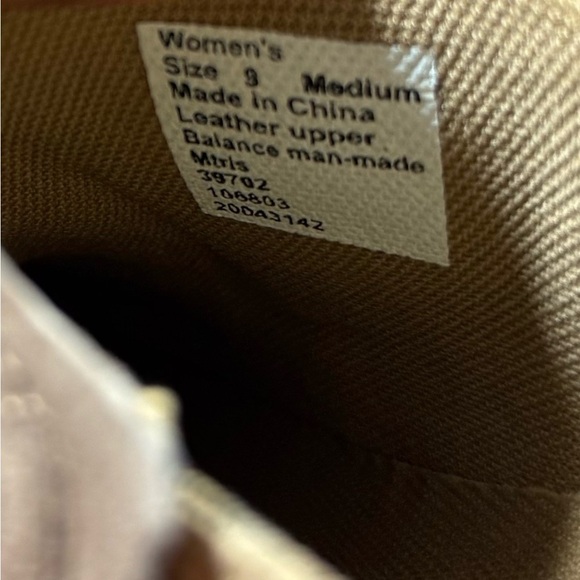 Women's
Size 9 Medium
Made in China
Leather upper
Balance man-made
Mtrls
39702
106803
20043142